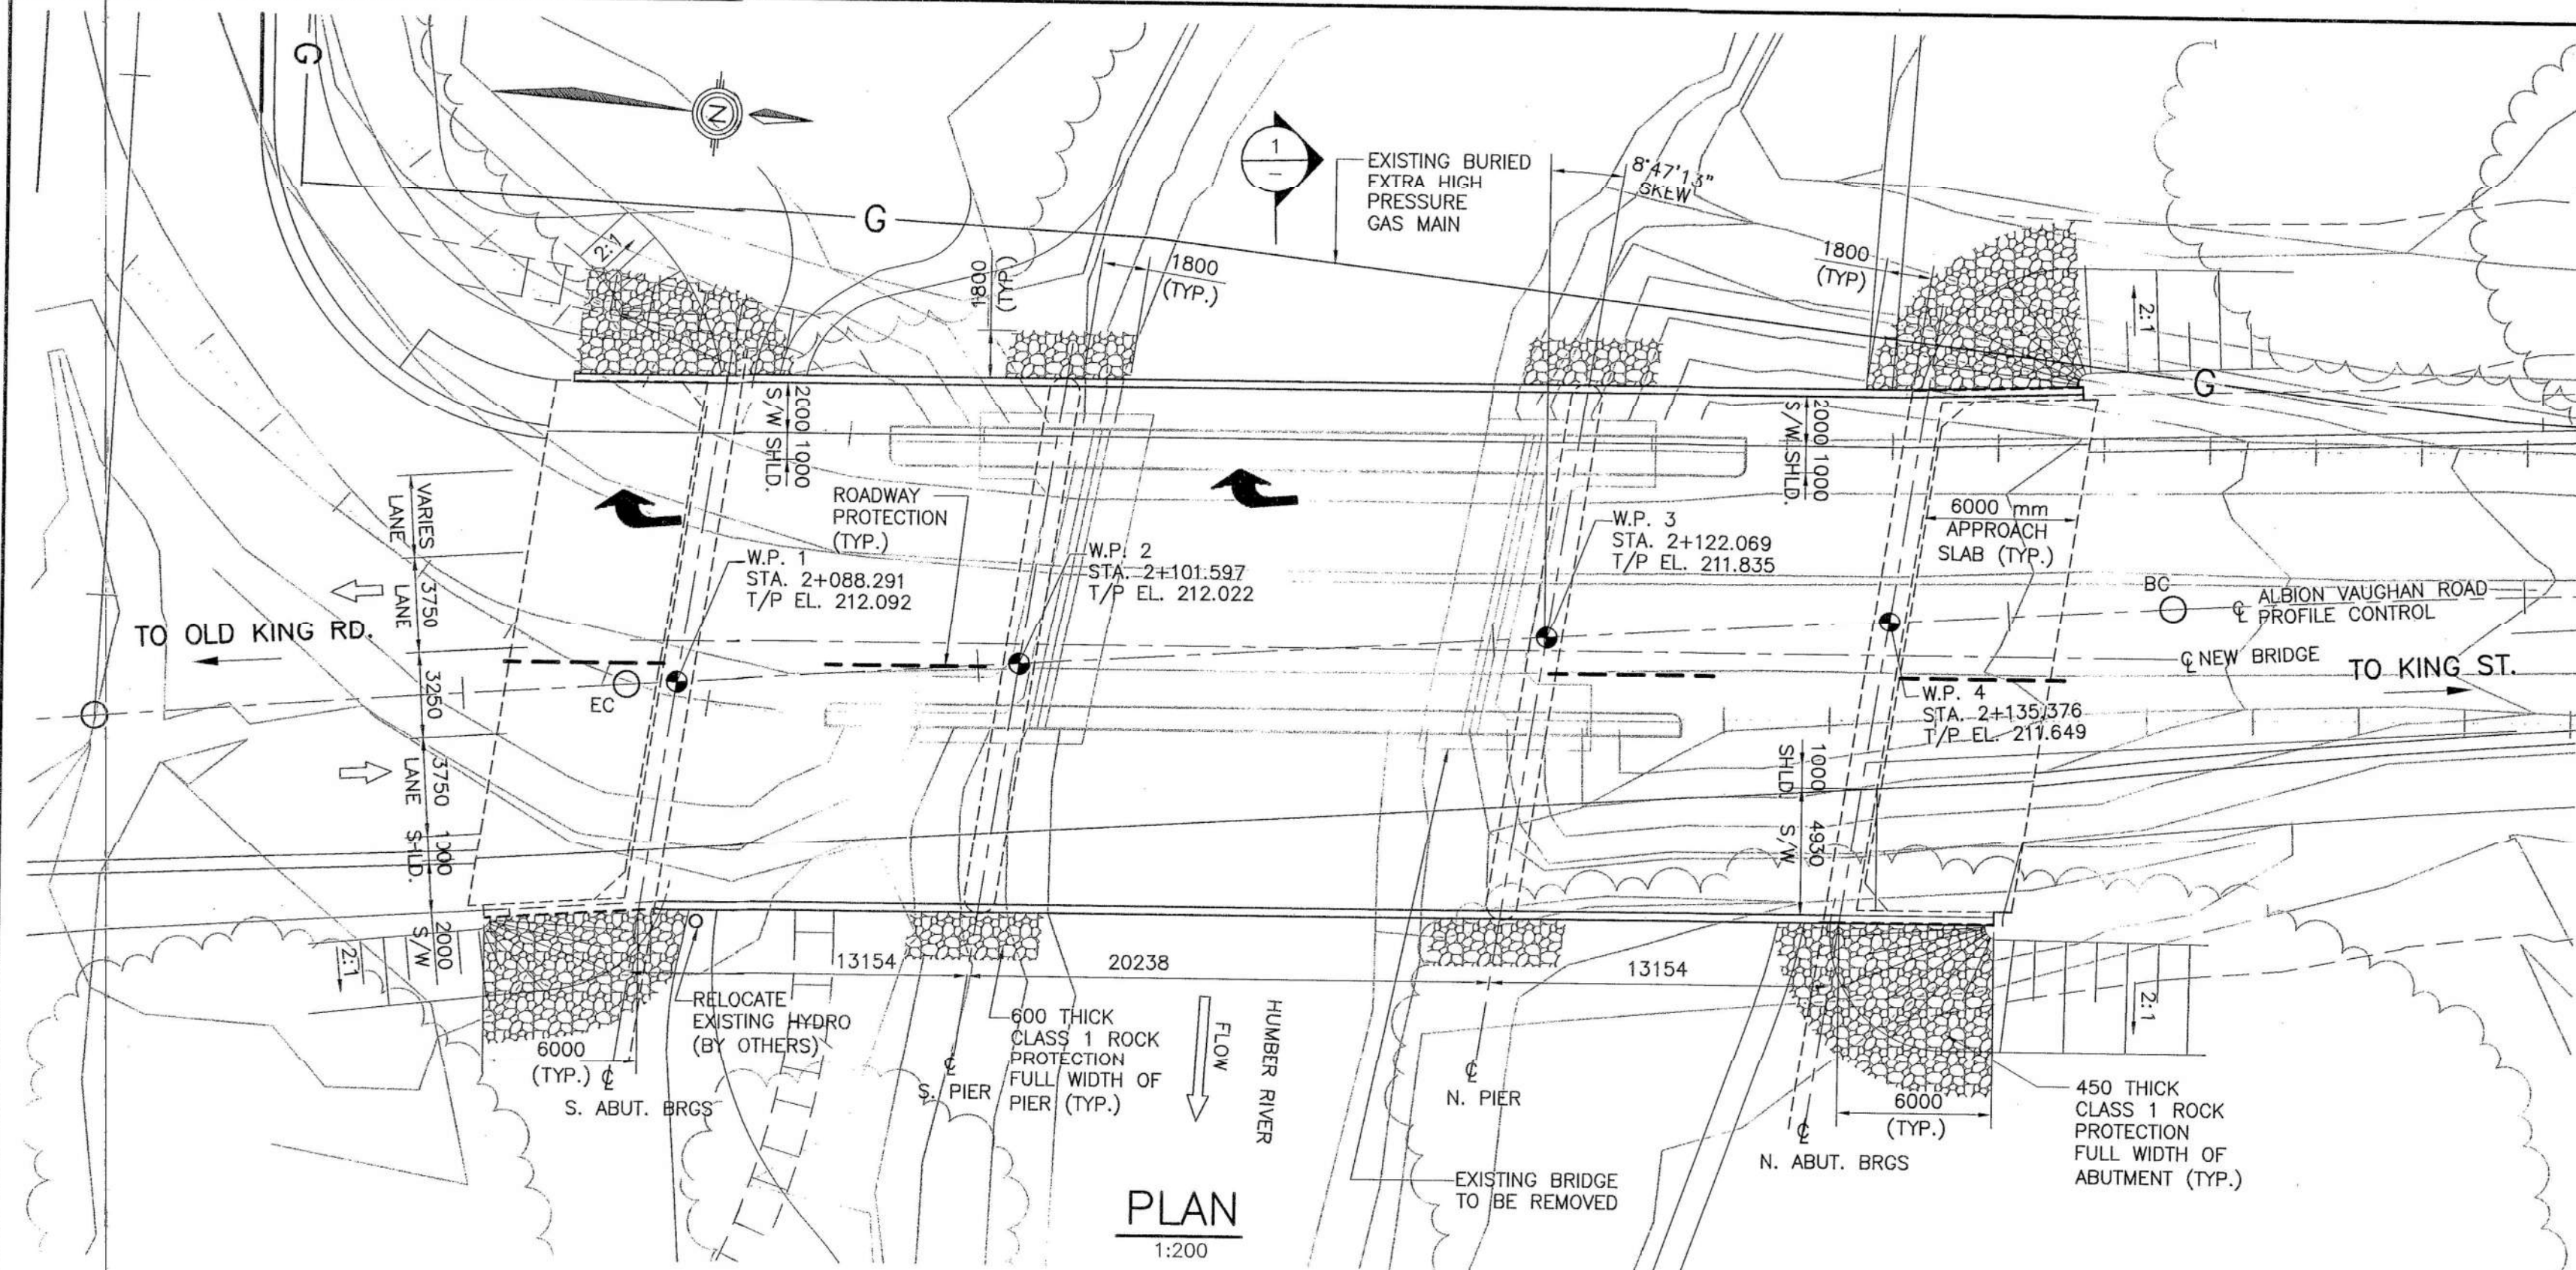 G
N
1
–
EXISTING BURIED
EXTRA HIGH
PRESSURE
GAS MAIN
8°47'13"
SKEW
G
2:1
1800
(TYP.)
1800
(TYP.)
1800
(TYP)
2:1
G
2000 1000
S/W SHLD.
2000 1000
S/W SHLD.
ROADWAY
PROTECTION
(TYP.)
6000 mm
APPROACH
SLAB (TYP.)
VARIES
LANE
3750
LANE
3250
3750
LANE
1000
SHLD.
2000
S/W
W.P. 1
STA. 2+088.291
T/P EL. 212.092
W.P. 2
STA. 2+101.597
T/P EL. 212.022
W.P. 3
STA. 2+122.069
T/P EL. 211.835
W.P. 4
STA. 2+135.376
T/P EL. 211.649
BC
℄ ALBION VAUGHAN ROAD
PROFILE CONTROL
℄ NEW BRIDGE
TO KING ST.
TO OLD KING RD.
EC
1000
SHLD.
4930
S/W
2:1
13154
20238
13154
2:1
RELOCATE
EXISTING HYDRO
(BY OTHERS)
600 THICK
CLASS 1 ROCK
PROTECTION
FULL WIDTH OF
PIER (TYP.)
FLOW
HUMBER RIVER
6000
(TYP.)
℄
S. ABUT. BRGS
℄
S. PIER
℄
N. PIER
6000
(TYP.)
℄
N. ABUT. BRGS
450 THICK
CLASS 1 ROCK
PROTECTION
FULL WIDTH OF
ABUTMENT (TYP.)
EXISTING BRIDGE
TO BE REMOVED
PLAN
1:200